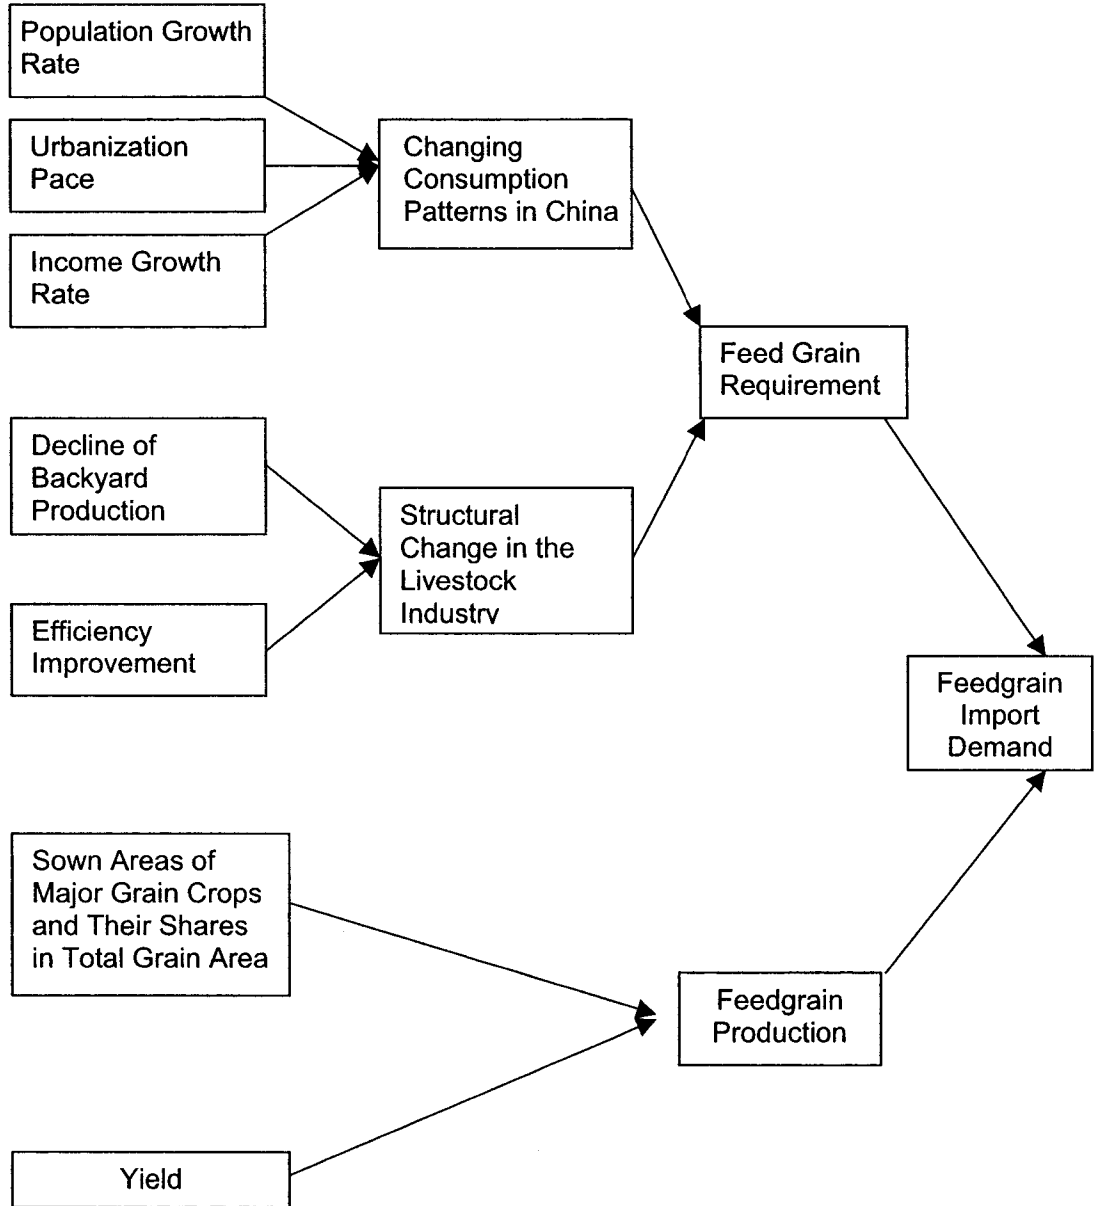 Population Growth
Rate
Urbanization
Pace
Income Growth
Rate
Changing
Consumption
Patterns in China
Feed Grain
Requirement
Decline of
Backyard
Production
Efficiency
Improvement
Structural
Change in the
Livestock
Industry
Feedgrain
Import
Demand
Sown Areas of
Major Grain Crops
and Their Shares
in Total Grain Area
Feedgrain
Production
Yield